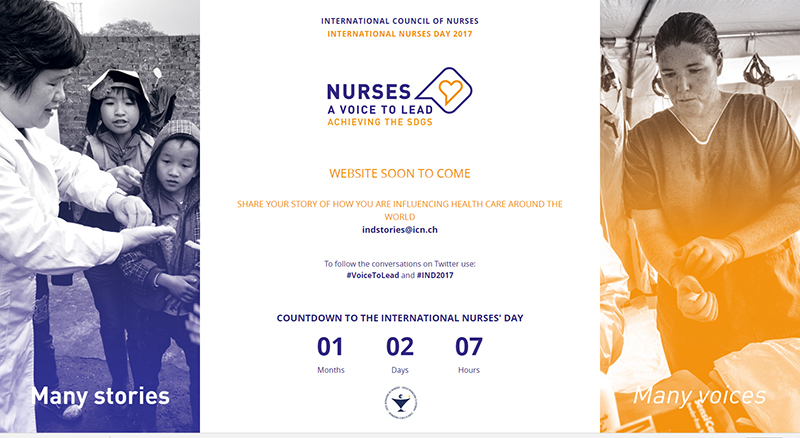 INTERNATIONAL COUNCIL OF NURSES
INTERNATIONAL NURSES DAY 2017
NURSES
A VOICE TO LEAD
ACHIEVING THE SDGS
WEBSITE SOON TO COME
SHARE YOUR STORY OF HOW YOU ARE INFLUENCING HEALTH CARE AROUND THE
WORLD
indstories@icn.ch
To follow the conversations on Twitter use:
#VoiceToLead and #IND2017
COUNTDOWN TO THE INTERNATIONAL NURSES' DAY
01 02 07
Months Days Hours
Many stories
Many voices